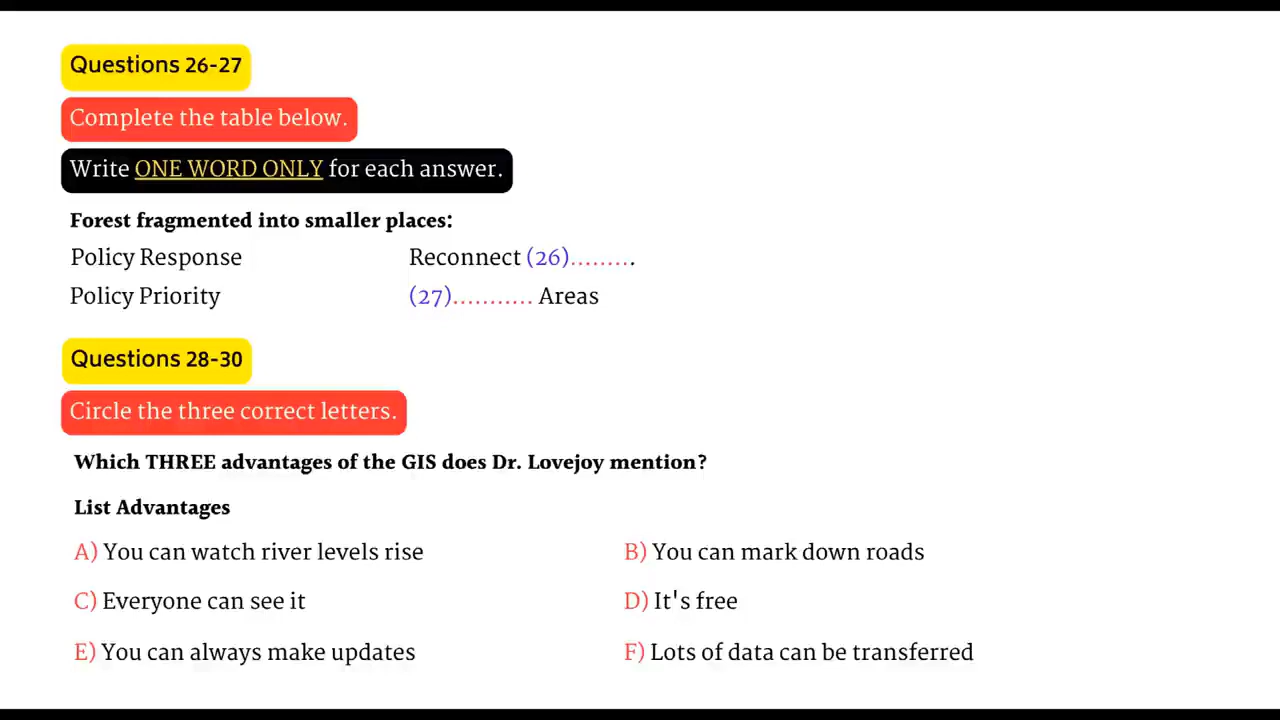 Questions 26-27
Complete the table below.
Write ONE WORD ONLY for each answer.
Forest fragmented into smaller places:
Policy Response Reconnect (26).........
Policy Priority (27)........... Areas
Questions 28-30
Circle the three correct letters.
Which THREE advantages of the GIS does Dr. Lovejoy mention?
List Advantages
A) You can watch river levels rise B) You can mark down roads
C) Everyone can see it D) It's free
E) You can always make updates F) Lots of data can be transferred